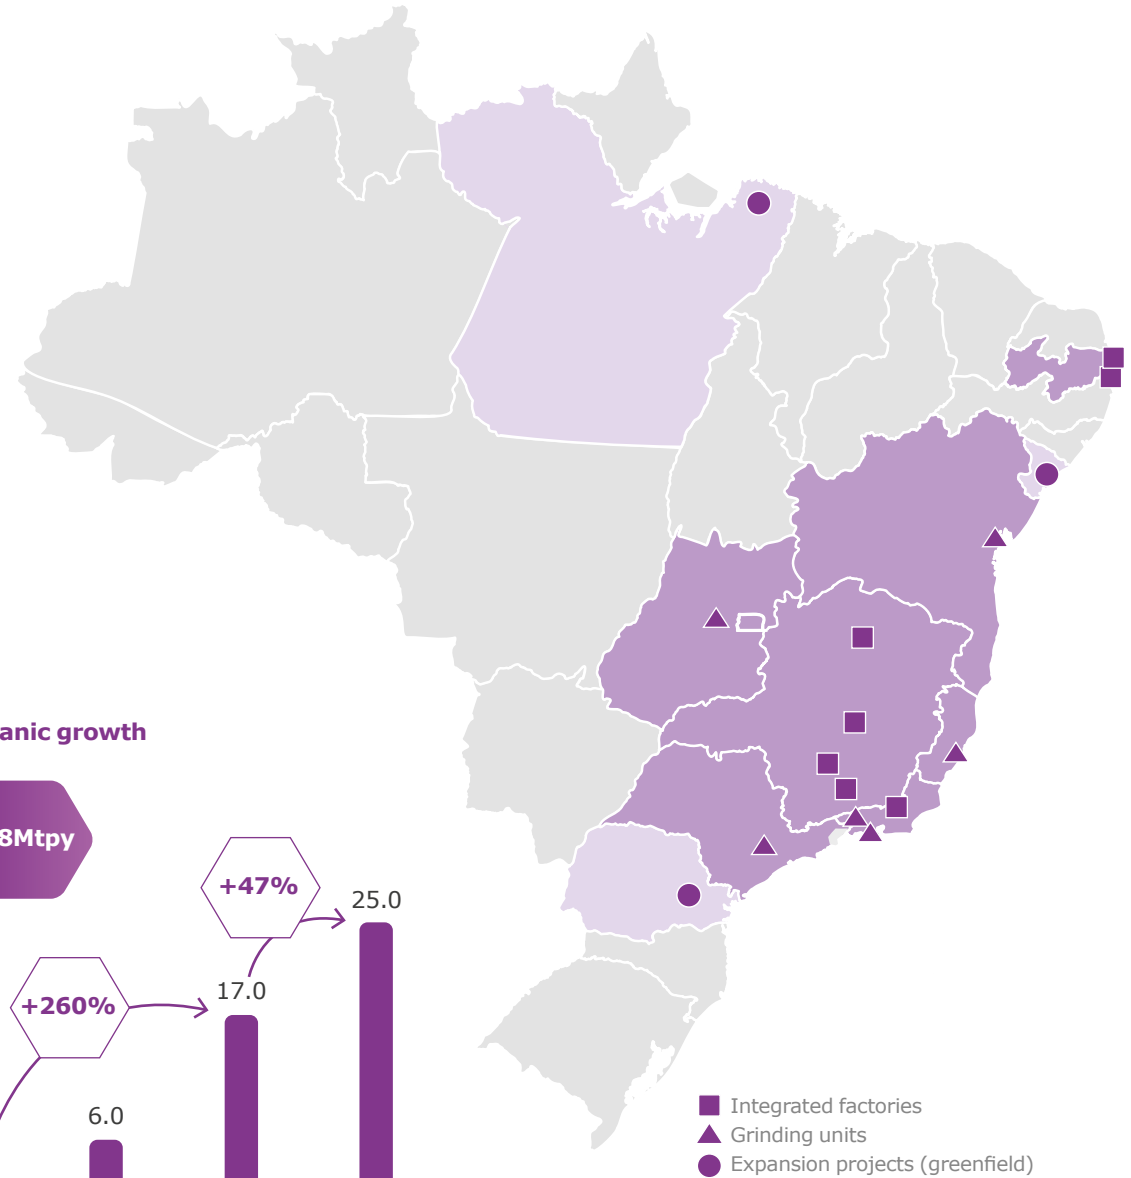 anic growth
8Mtpy
+47%
25.0
+260%
17.0
6.0
Integrated factories
Grinding units
Expansion projects (greenfield)